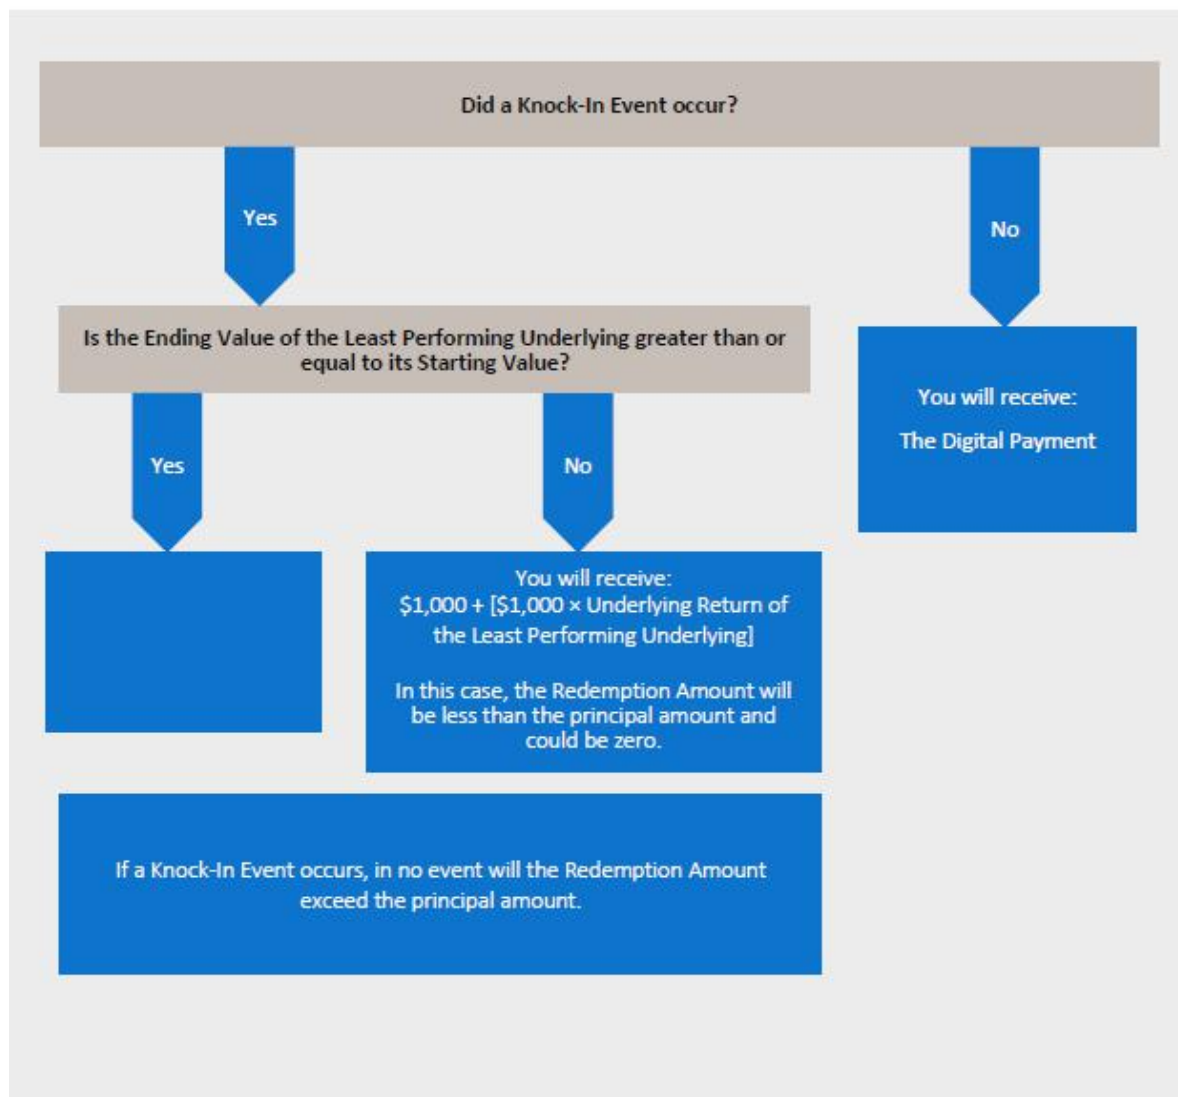 Did a Knock-In Event occur?
Yes
No
Is the Ending Value of the Least Performing Underlying greater than or
equal to its Starting Value?
You will receive:
The Digital Payment
Yes
No
You will receive:
$1,000 + [$1,000 × Underlying Return of
the Least Performing Underlying]
In this case, the Redemption Amount will
be less than the principal amount and
could be zero.
If a Knock-In Event occurs, in no event will the Redemption Amount
exceed the principal amount.